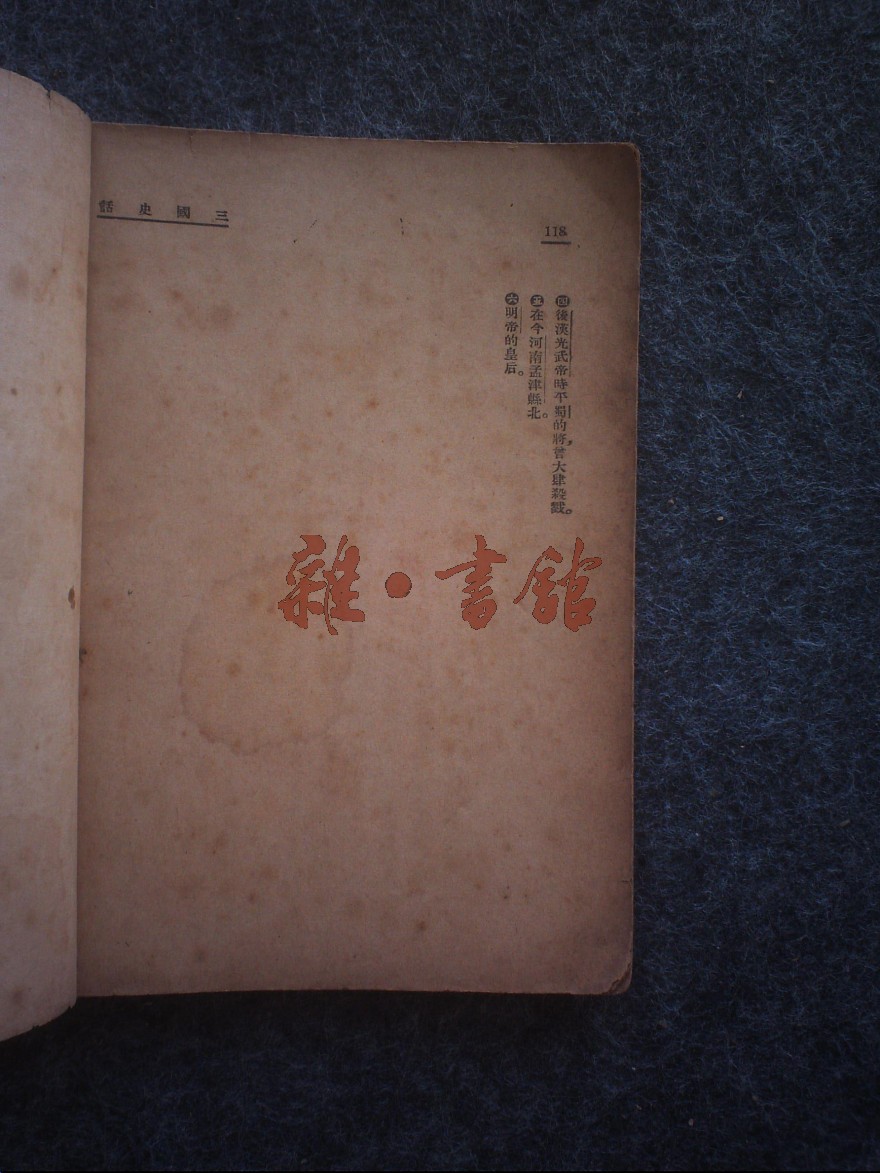 三國史話
118
㊃後漢光武帝時平蜀的將，曾大肆殺戮。
㊄在今河南孟津縣北。
㊅明帝的皇后。
雜·書館